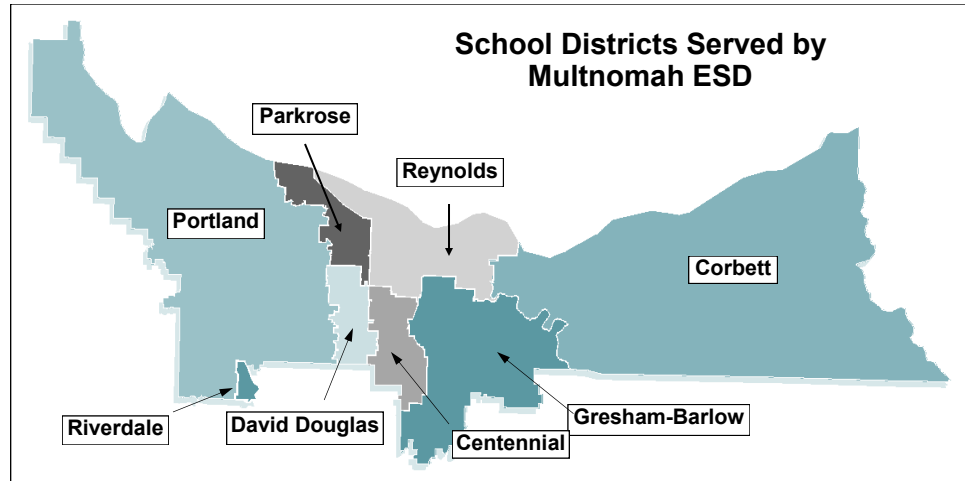 School Districts Served by
Multnomah ESD
Parkrose
Reynolds
Portland
Corbett
Riverdale
David Douglas
Centennial
Gresham-Barlow